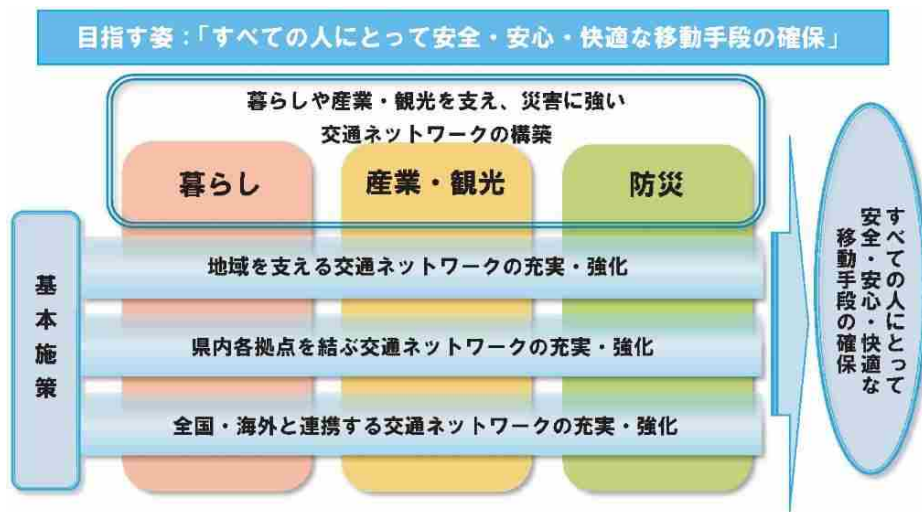 目指す姿：「すべての人にとって安全・安心・快適な移動手段の確保」
暮らしや産業・観光を支え、災害に強い
交通ネットワークの構築
暮らし
産業・観光
防災
基本施策
地域を支える交通ネットワークの充実・強化
県内各拠点を結ぶ交通ネットワークの充実・強化
全国・海外と連携する交通ネットワークの充実・強化
すべての人にとって
安全・安心・快適な
移動手段の確保